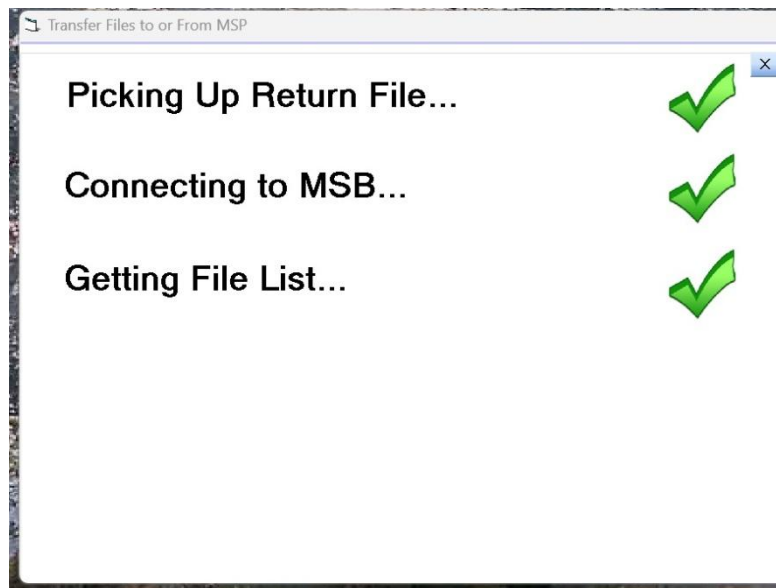 Transfer Files to or From MSP
X
Picking Up Return File...
Connecting to MSB...
Getting File List...